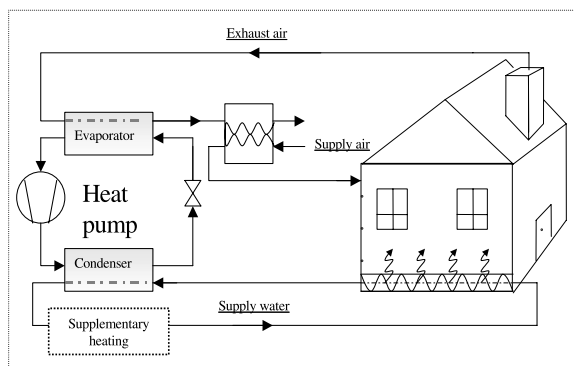 Exhaust air
Evaporator
Supply air
Heat
pump
Condenser
Supply water
Supplementary
heating